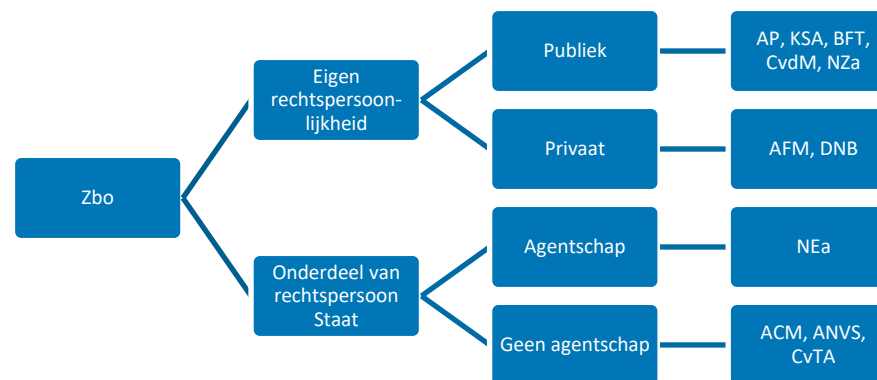 Zbo
Eigen
rechtspersoon-
lijkheid
Publiek
AP, KSA, BFT,
CvdM, NZa
Privaat
AFM, DNB
Onderdeel van
rechtspersoon
Staat
Agentschap
NEa
Geen agentschap
ACM, ANVS,
CvTA